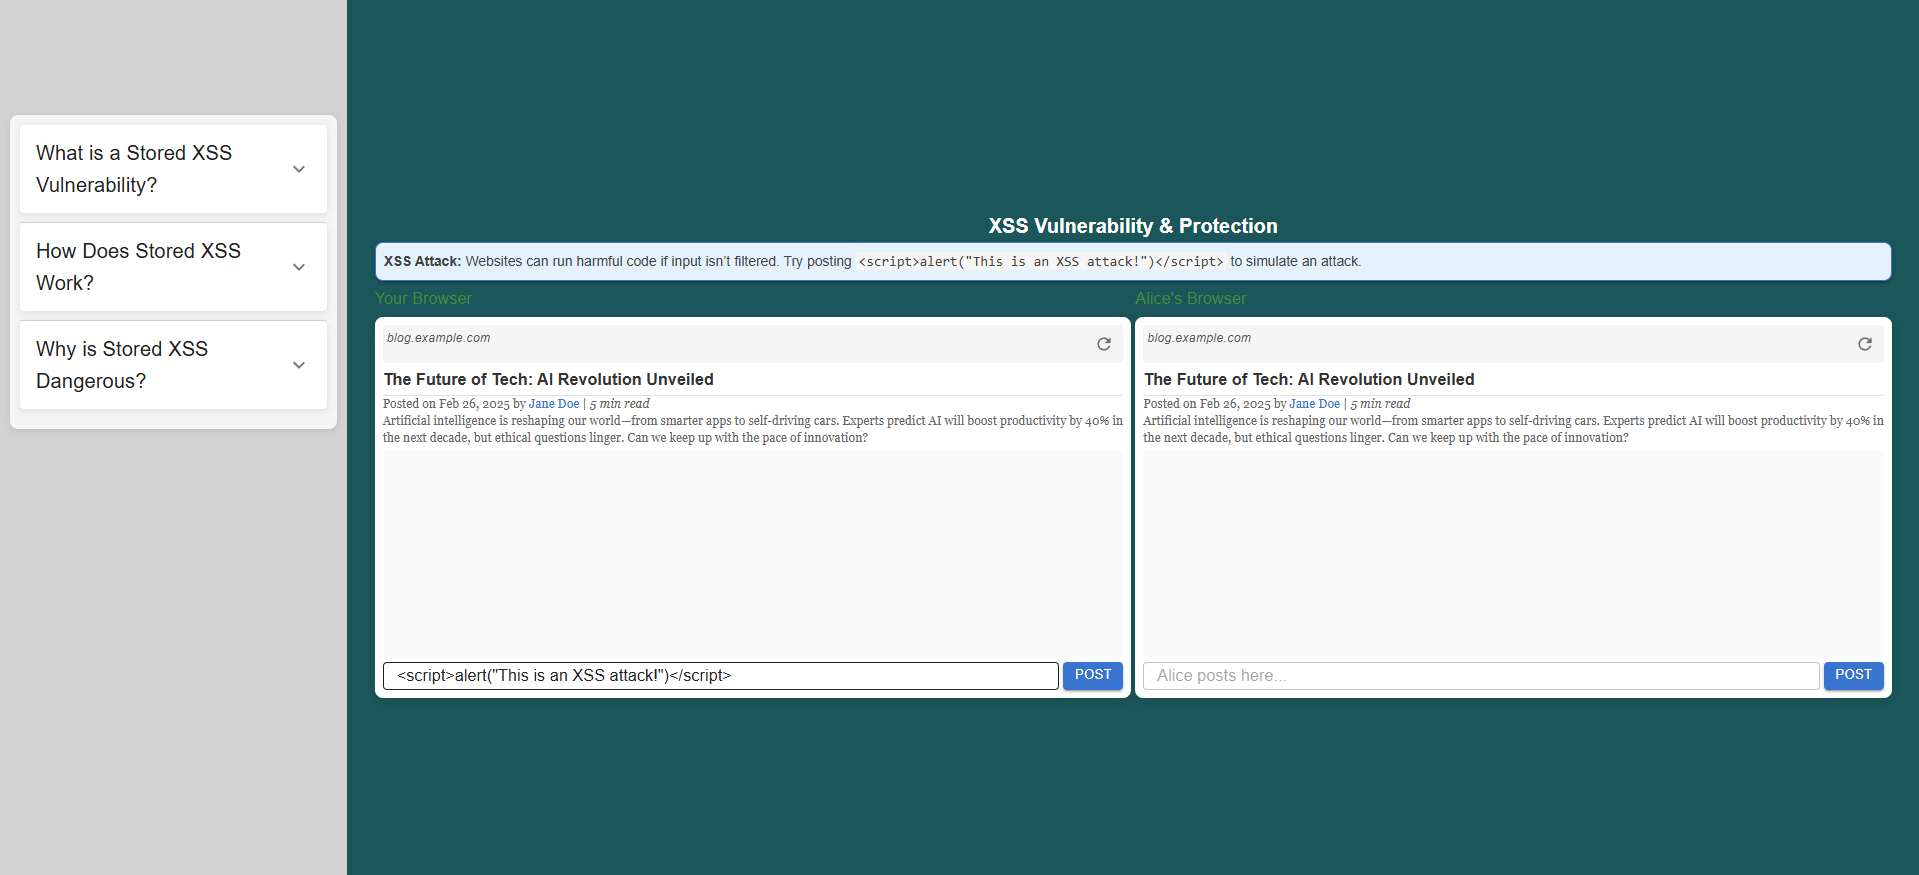 What is a Stored XSS
Vulnerability?
How Does Stored XSS
Work?
Why is Stored XSS
Dangerous?
XSS Vulnerability & Protection
XSS Attack: Websites can run harmful code if input isn't filtered. Try posting <script>alert("This is an XSS attack!")</script> to simulate an attack.
Your Browser
blog.example.com
The Future of Tech: AI Revolution Unveiled
Posted on Feb 26, 2025 by Jane Doe | 5 min read
Artificial intelligence is reshaping our world—from smarter apps to self-driving cars. Experts predict AI will boost productivity by 40% in
the next decade, but ethical questions linger. Can we keep up with the pace of innovation?
<script>alert("This is an XSS attack!")</script>
POST
Alice's Browser
blog.example.com
The Future of Tech: AI Revolution Unveiled
Posted on Feb 26, 2025 by Jane Doe | 5 min read
Artificial intelligence is reshaping our world—from smarter apps to self-driving cars. Experts predict AI will boost productivity by 40% in
the next decade, but ethical questions linger. Can we keep up with the pace of innovation?
Alice posts here...
POST